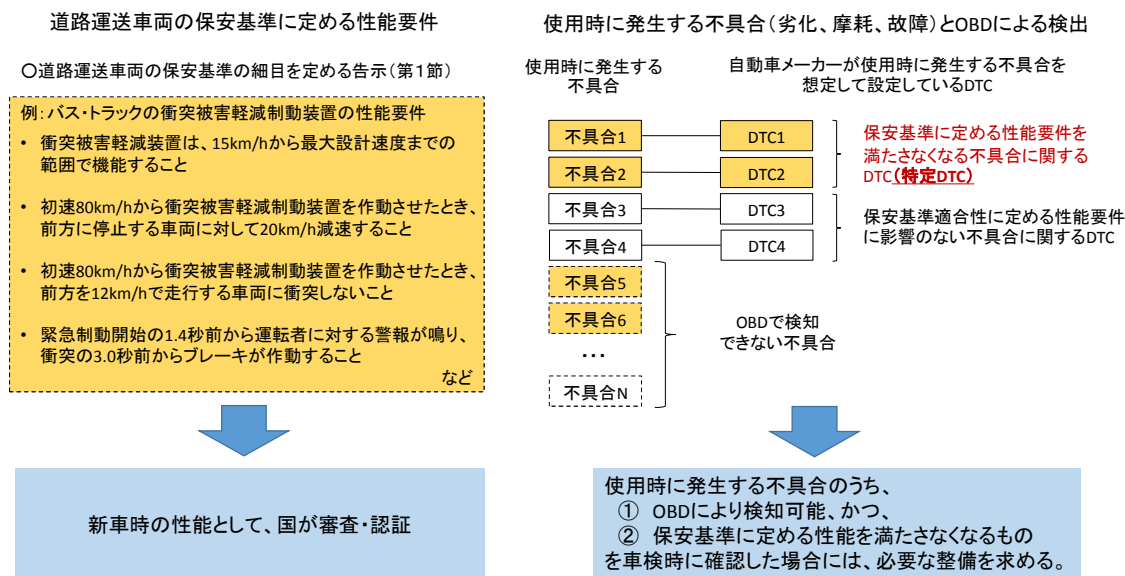 道路運送車両の保安基準に定める性能要件
〇道路運送車両の保安基準の細目を定める告示（第１節）
例：バス・トラックの衝突被害軽減制動装置の性能要件
• 衝突被害軽減装置は、15km/hから最大設計速度までの
範囲で機能すること
• 初速80km/hから衝突被害軽減制動装置を作動させたとき、
前方に停止する車両に対して20km/h減速すること
• 初速80km/hから衝突被害軽減制動装置を作動させたとき、
前方を12km/hで走行する車両に衝突しないこと
• 緊急制動開始の1.4秒前から運転者に対する警報が鳴り、
衝突の3.0秒前からブレーキが作動すること
など
新車時の性能として、国が審査・認証
使用時に発生する不具合（劣化、摩耗、故障）とOBDによる検出
使用時に発生する
不具合
自動車メーカーが使用時に発生する不具合を
想定して設定しているDTC
不具合1
DTC1
不具合2
DTC2
不具合3
DTC3
不具合4
DTC4
不具合5
不具合6
…
不具合N
保安基準に定める性能要件を
満たさなくなる不具合に関する
DTC（特定DTC）
保安基準適合性に定める性能要件
に影響のない不具合に関するDTC
OBDで検知
できない不具合
使用時に発生する不具合のうち、
① OBDにより検知可能、かつ、
② 保安基準に定める性能を満たさなくなるもの
を車検時に確認した場合には、必要な整備を求める。